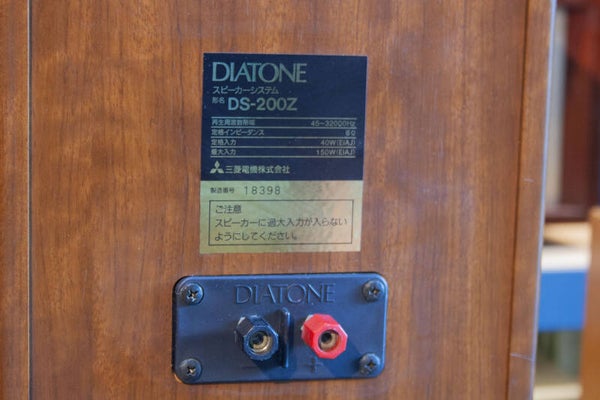 DIATONE
スピーカーシステム
形名 DS-200Z
再生周波数帯域 45~32000Hz
定格インピーダンス 6Ω
定格入力 40W(EIAJ)
最大入力 150W(EIAJ)
三菱電機株式会社
製造番号 18398
ご注意
スピーカーに過大入力が入らない
ようにしてください。
DIATONE
- +